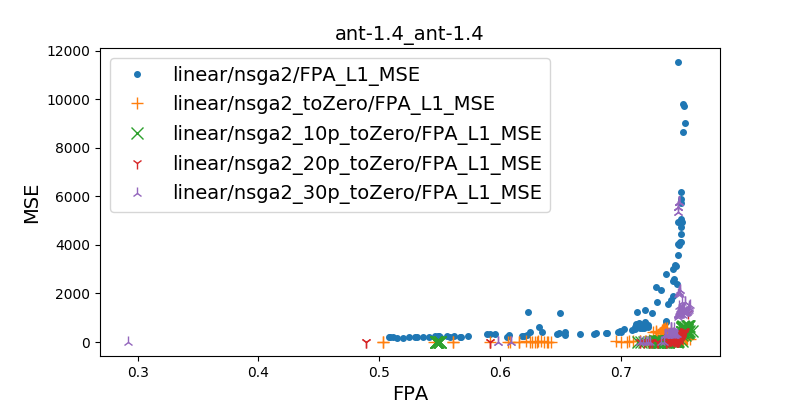 ant-1.4_ant-1.4
12000
10000
8000
6000
4000
2000
0
MSE
linear/nsga2/FPA_L1_MSE
linear/nsga2_toZero/FPA_L1_MSE
linear/nsga2_10p_toZero/FPA_L1_MSE
linear/nsga2_20p_toZero/FPA_L1_MSE
linear/nsga2_30p_toZero/FPA_L1_MSE
0.3 0.4 0.5 0.6 0.7
FPA